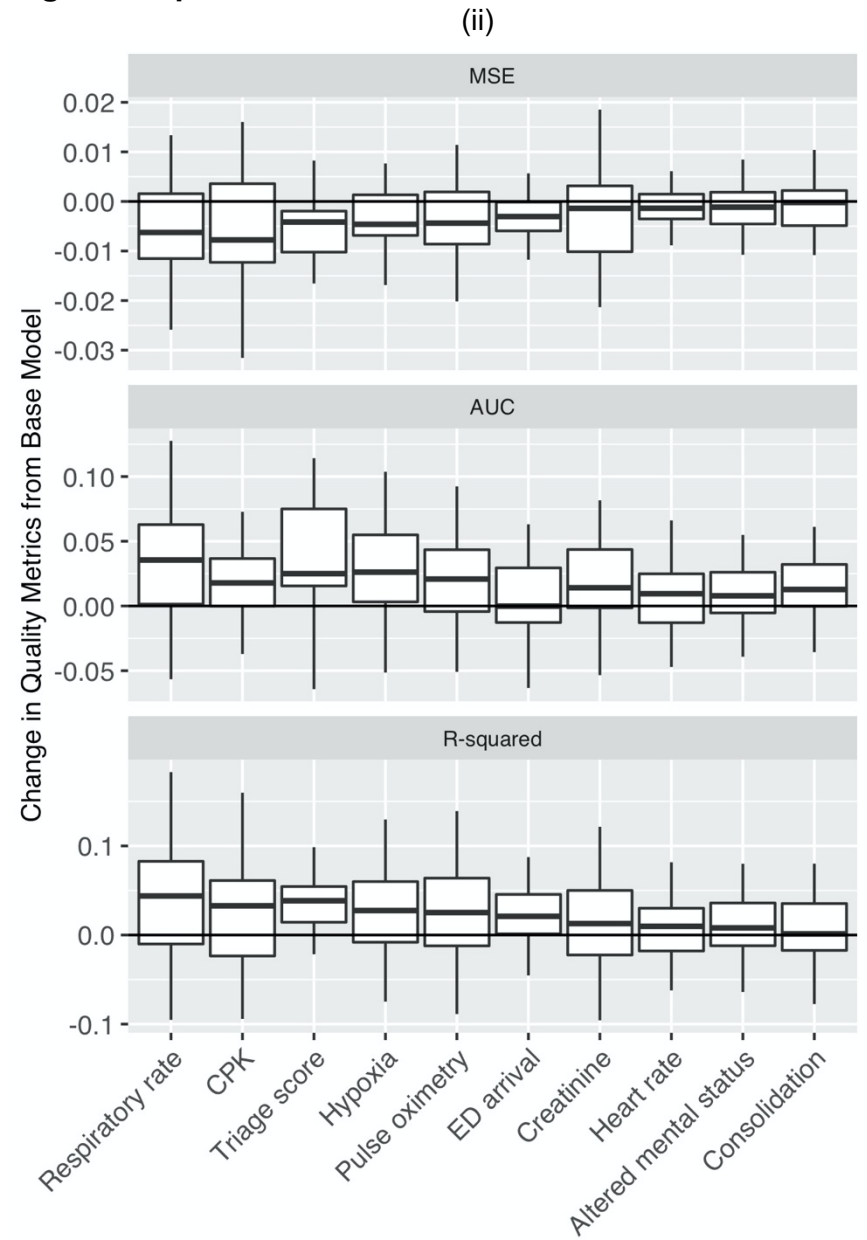 (ii)
MSE
0.02
0.01
0.00
-0.01
-0.02
-0.03
AUC
0.10
0.05
0.00
-0.05
R-squared
0.1
0.0
-0.1
Change in Quality Metrics from Base Model
Respiratory rate
CPK
Triage score
Hypoxia
Pulse oximetry
ED arrival
Creatinine
Heart rate
Altered mental status
Consolidation